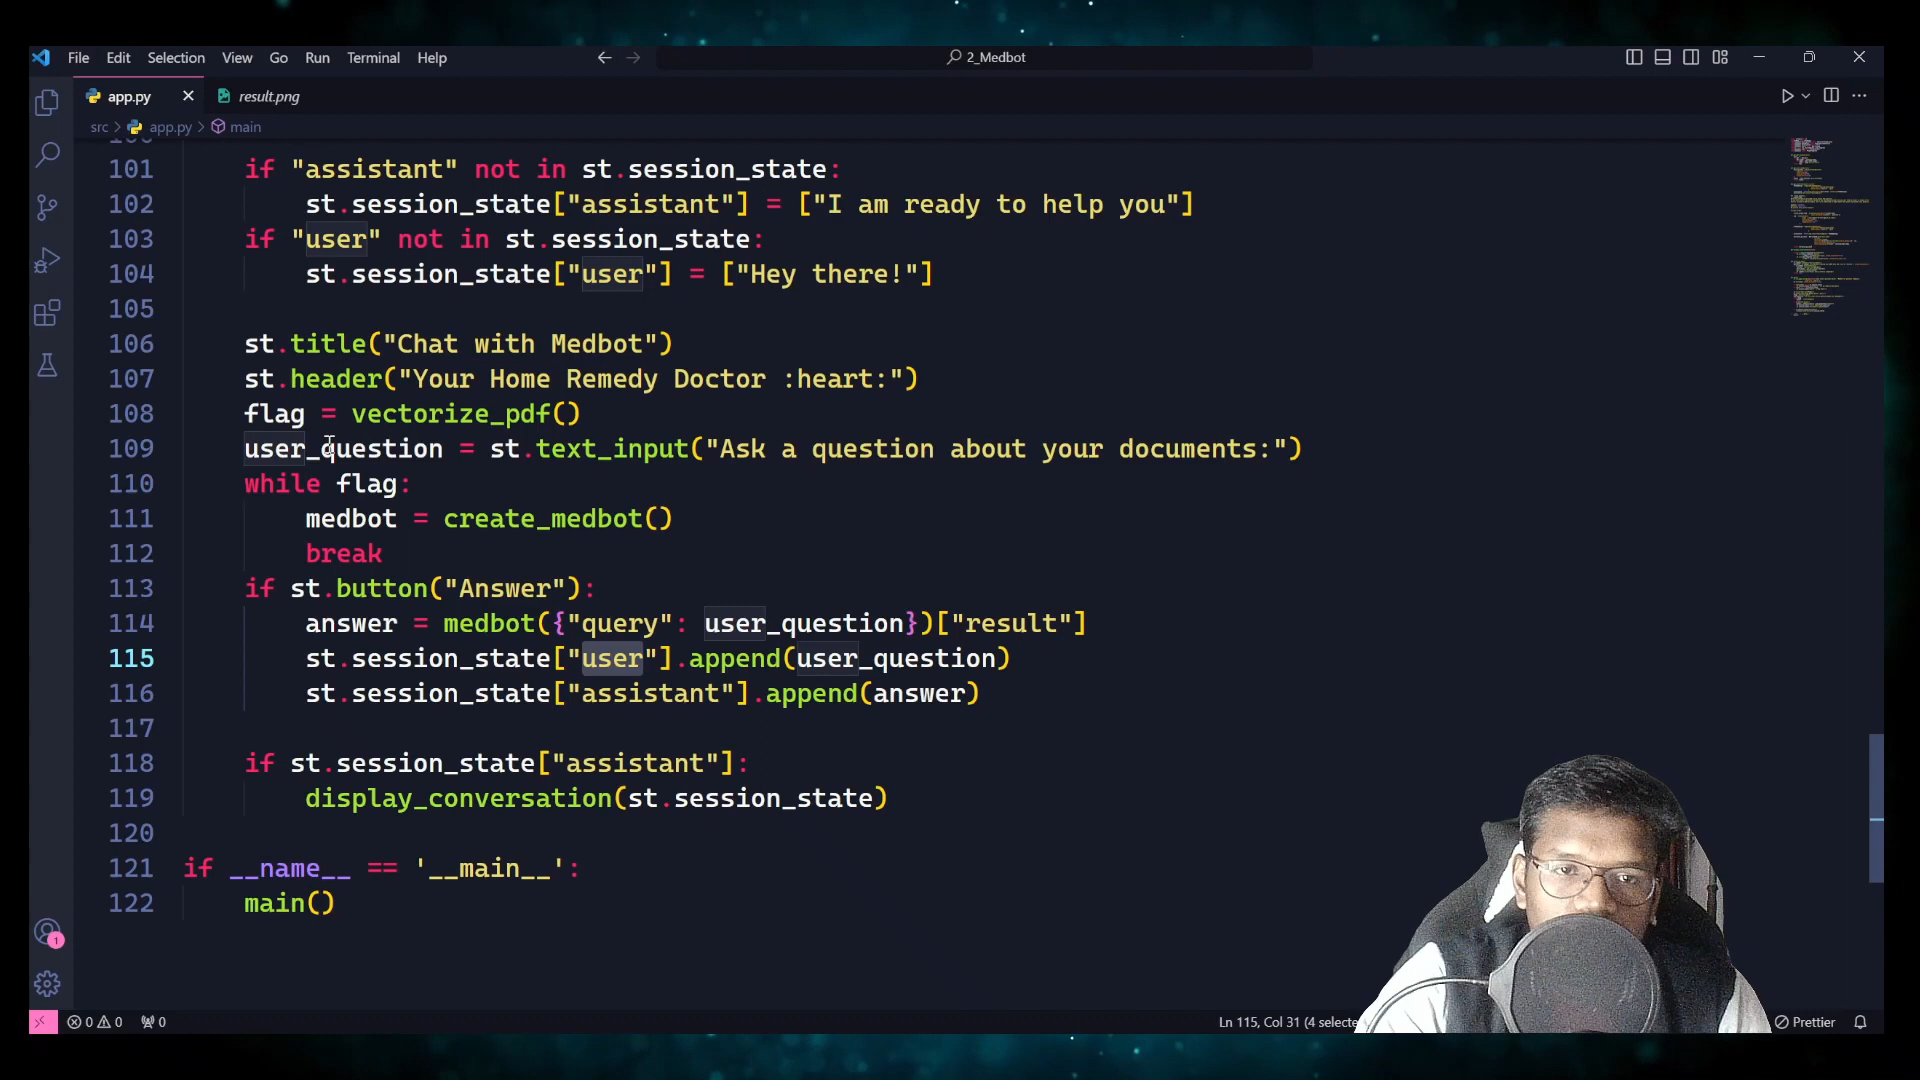 File Edit Selection View Go Run Terminal Help
2_Medbot
app.py
result.png
src > app.py > main
101 if "assistant" not in st.session_state:
102 st.session_state["assistant"] = ["I am ready to help you"]
103 if "user" not in st.session_state:
104 st.session_state["user"] = ["Hey there!"]
105
106 st.title("Chat with Medbot")
107 st.header("Your Home Remedy Doctor :heart:")
108 flag = vectorize_pdf()
109 user_question = st.text_input("Ask a question about your documents:")
110 while flag:
111 medbot = create_medbot()
112 break
113 if st.button("Answer"):
114 answer = medbot({"query": user_question})["result"]
115 st.session_state["user"].append(user_question)
116 st.session_state["assistant"].append(answer)
117
118 if st.session_state["assistant"]:
119 display_conversation(st.session_state)
120
121 if __name__ == '__main__':
122 main()
1
0 0 0
Ln 115, Col 31 (4 selecte
Prettier